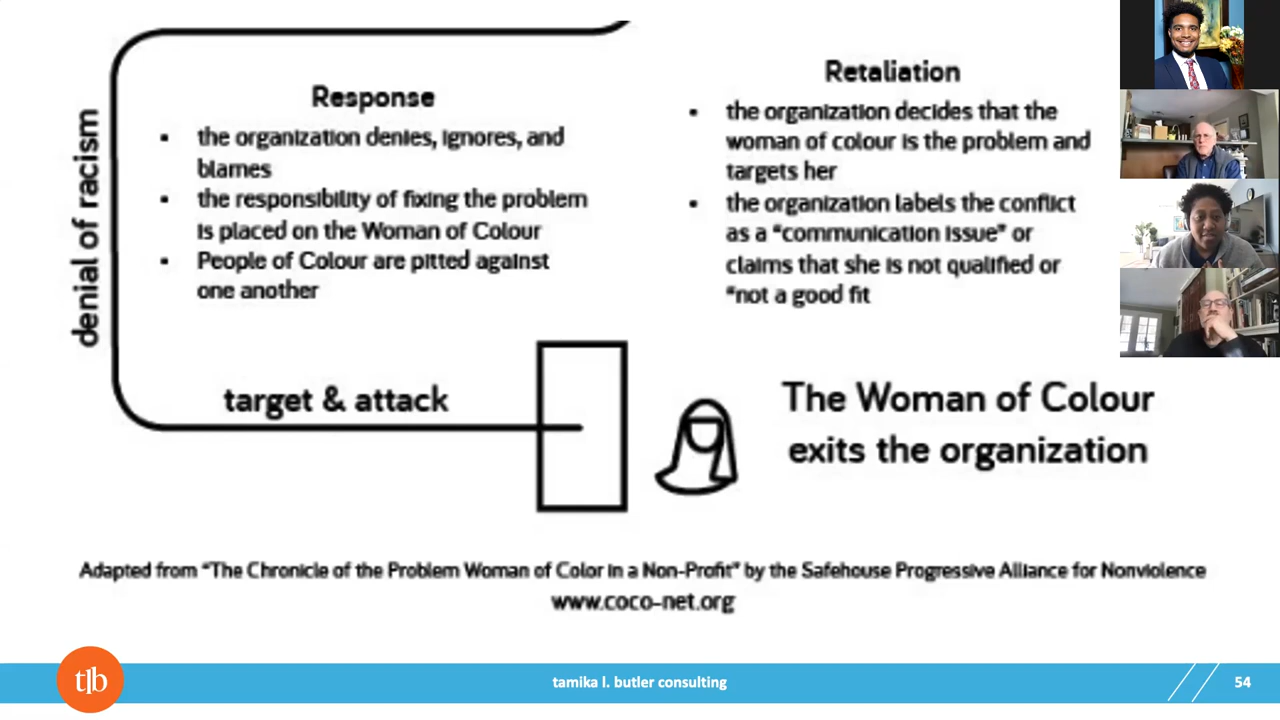 denial of racism
Response
▪ the organization denies, ignores, and
blames
▪ the responsibility of fixing the problem
is placed on the Woman of Colour
▪ People of Colour are pitted against
one another
Retaliation
▪ the organization decides that the
woman of colour is the problem and
targets her
▪ the organization labels the conflict
as a "communication issue" or
claims that she is not qualified or
"not a good fit
target & attack
The Woman of Colour
exits the organization
Adapted from "The Chronicle of the Problem Woman of Color in a Non-Profit" by the Safehouse Progressive Alliance for Nonviolence
www.coco-net.org
tlb
tamika l. butler consulting
54